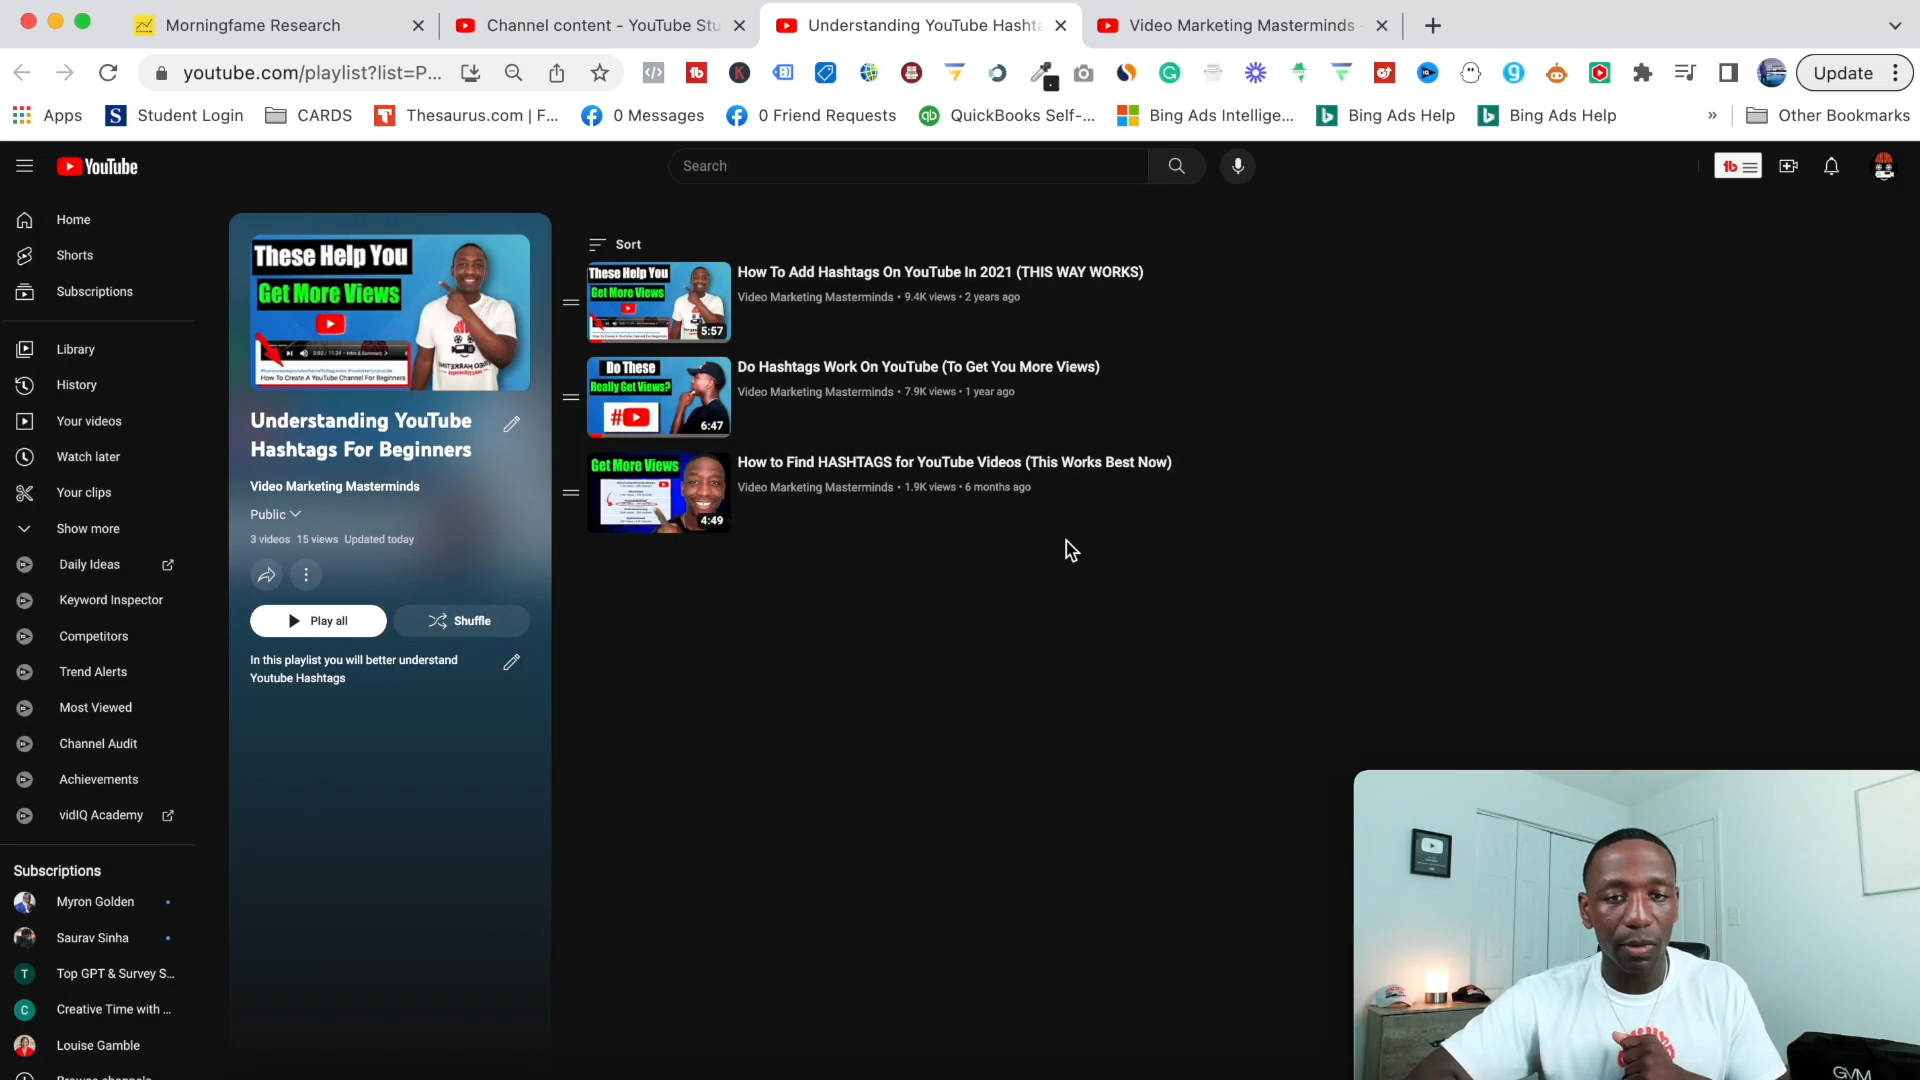 Morningfame Research
Channel content - YouTube Stu
Understanding YouTube Hashta
Video Marketing Masterminds -
youtube.com/playlist?list=P...
Update
Apps
Student Login
CARDS
Thesaurus.com | F...
0 Messages
0 Friend Requests
QuickBooks Self-...
Bing Ads Intellige...
Bing Ads Help
Bing Ads Help
»
Other Bookmarks
YouTube
Search
Home
Shorts
Subscriptions
Library
History
Your videos
Watch later
Your clips
Show more
Daily Ideas
Keyword Inspector
Competitors
Trend Alerts
Most Viewed
Channel Audit
Achievements
vidIQ Academy
Subscriptions
Myron Golden
Saurav Sinha
T Top GPT & Survey S...
C Creative Time with ...
Louise Gamble
These Help You
Get More Views
How To Create A YouTube Channel For Beginners
Understanding YouTube
Hashtags For Beginners
Video Marketing Masterminds
Public
3 videos 15 views Updated today
Play all
Shuffle
In this playlist you will better understand
Youtube Hashtags
Sort
These Help You
Get More Views
5:57
How To Add Hashtags On YouTube In 2021 (THIS WAY WORKS)
Video Marketing Masterminds • 9.4K views • 2 years ago
Do These
Really Get Views?
#
6:47
Do Hashtags Work On YouTube (To Get You More Views)
Video Marketing Masterminds • 7.9K views • 1 year ago
Get More Views
4:49
How to Find HASHTAGS for YouTube Videos (This Works Best Now)
Video Marketing Masterminds • 1.9K views • 6 months ago
GVM